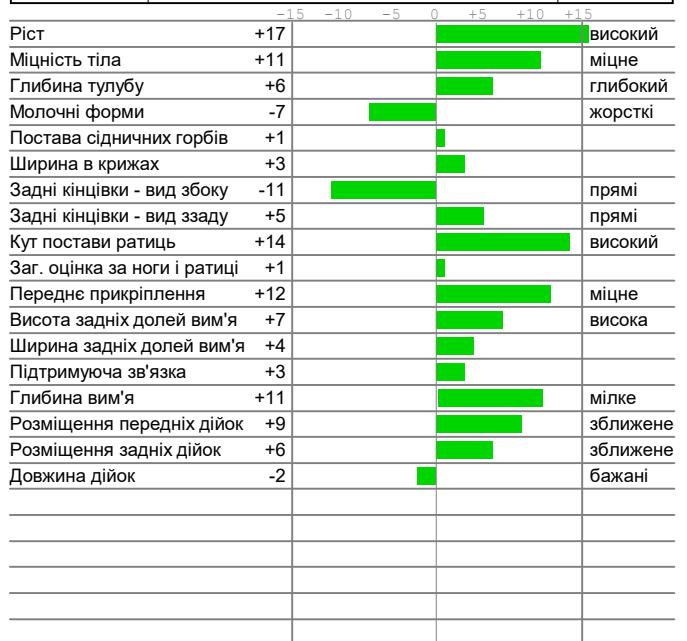 -15 -10 -5 0 +5 +10 +15
Ріст +17 високий
Міцність тіла +11 міцне
Глибина тулубу +6 глибокий
Молочні форми -7 жорсткі
Постава сідничних горбів +1
Ширина в крижах +3
Задні кінцівки - вид збоку -11 прямі
Задні кінцівки - вид ззаду +5 прямі
Кут постави ратиць +14 високий
Заг. оцінка за ноги і ратиці +1
Переднє прикріплення +12 міцне
Висота задніх долей вим'я +7 висока
Ширина задніх долей вим'я +4
Підтримуюча зв'язка +3
Глибина вим'я +11 мілке
Розміщення передніх дійок +9 зближене
Розміщення задніх дійок +6 зближене
Довжина дійок -2 бажані